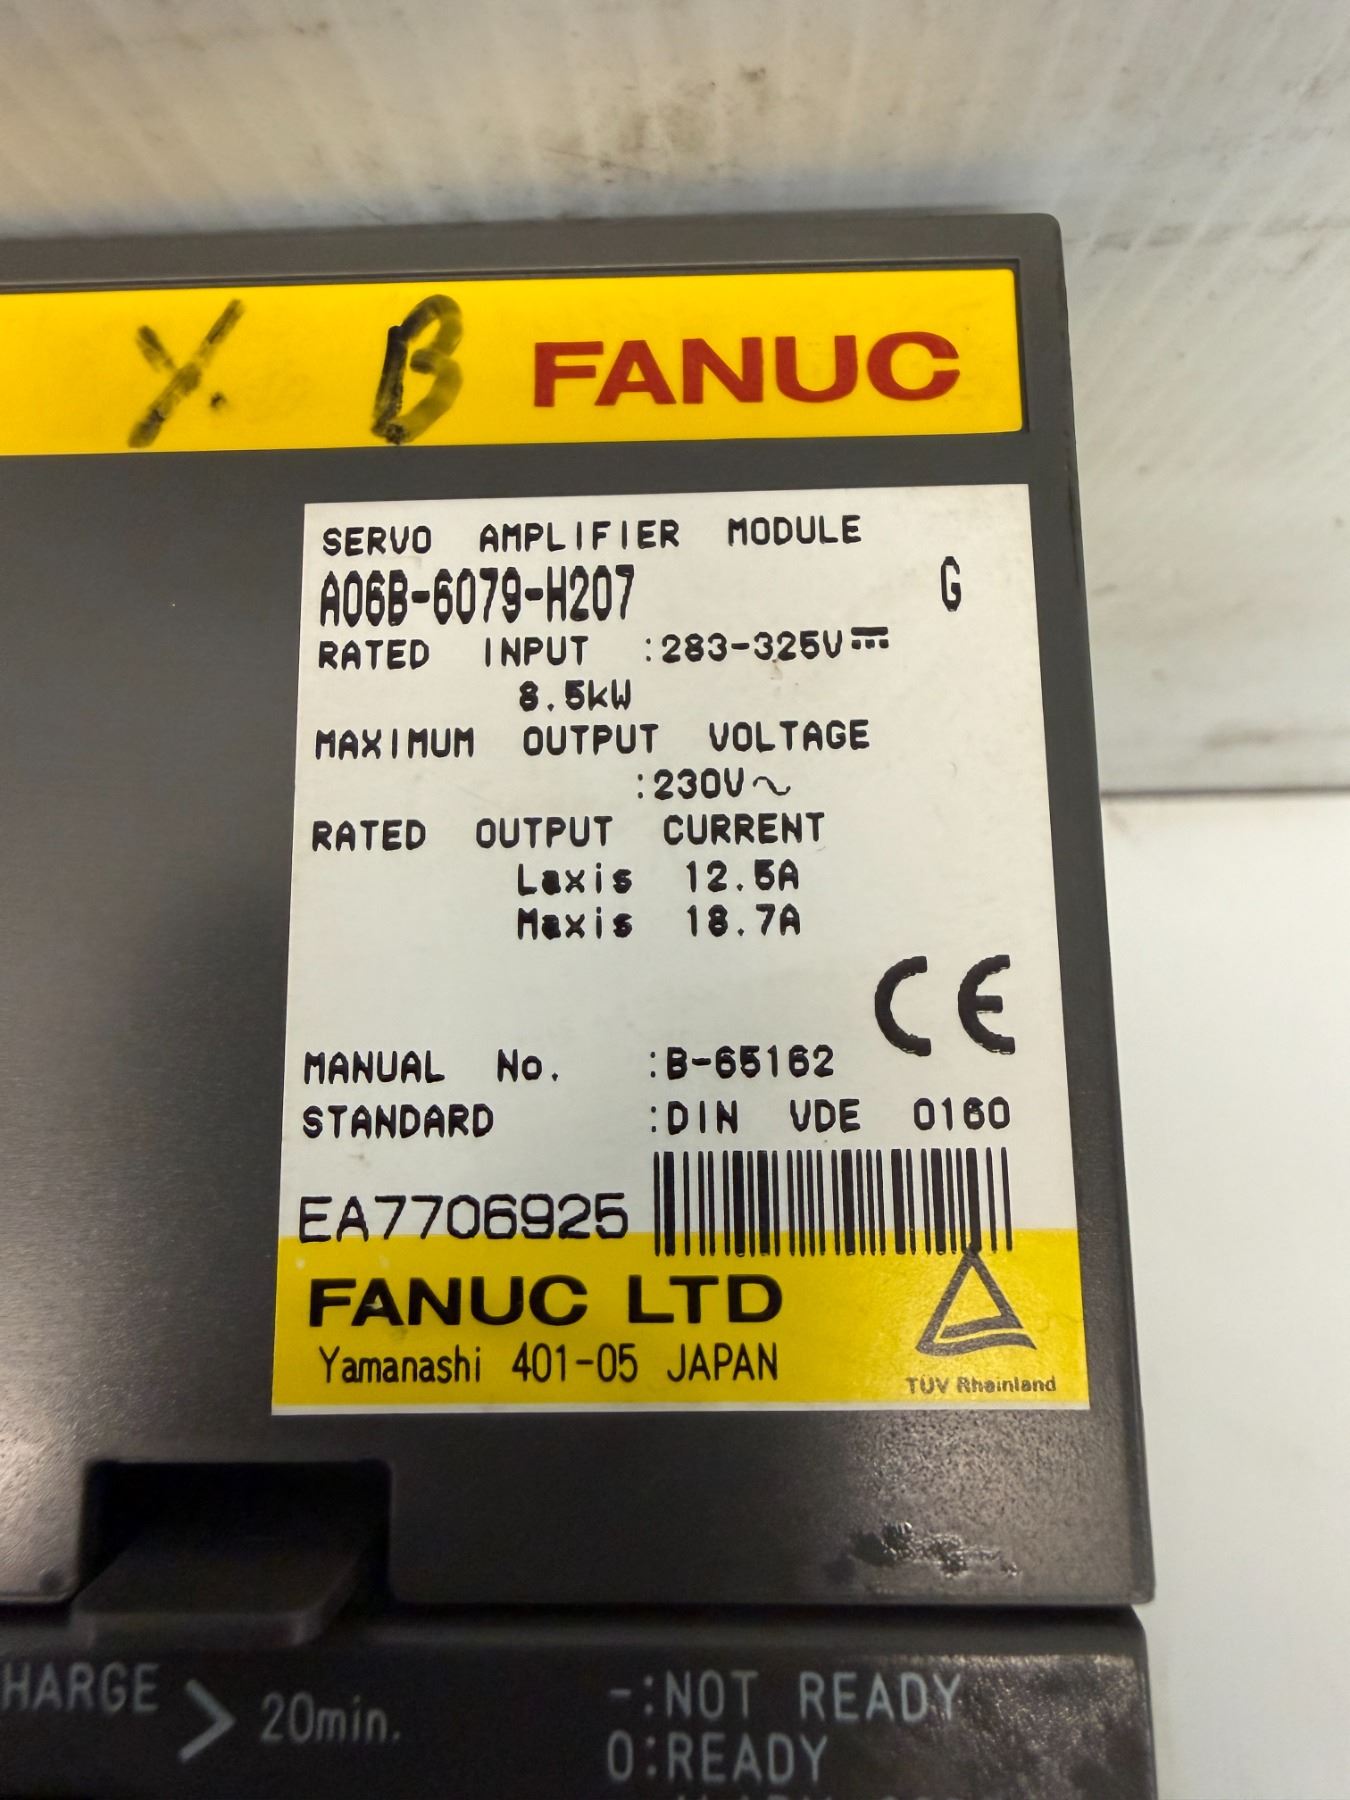 Y B FANUC
SERVO AMPLIFIER MODULE
A06B-6079-H207 G
RATED INPUT :283-325V⎓
8.5kW
MAXIMUM OUTPUT VOLTAGE
:230V~
RATED OUTPUT CURRENT
Laxis 12.5A
Maxis 18.7A
CE
MANUAL No. :B-65162
STANDARD :DIN VDE 0160
EA7706925
FANUC LTD
Yamanashi 401-05 JAPAN
TÜV Rheinland
HARGE > 20min.
-:NOT READY
0:READY